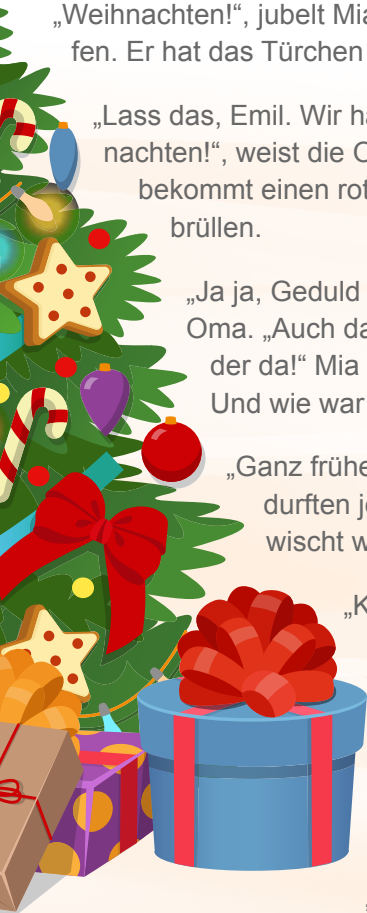 „Weihnachten!“, jubelt Mia
fen. Er hat das Türchen
„Lass das, Emil. Wir ha
nachten!“, weist die O
bekommt einen rot
brüllen.
„Ja ja, Geduld
Oma. „Auch da
der da!“ Mia
Und wie war
„Ganz frühe
durften je
wischt w
„K